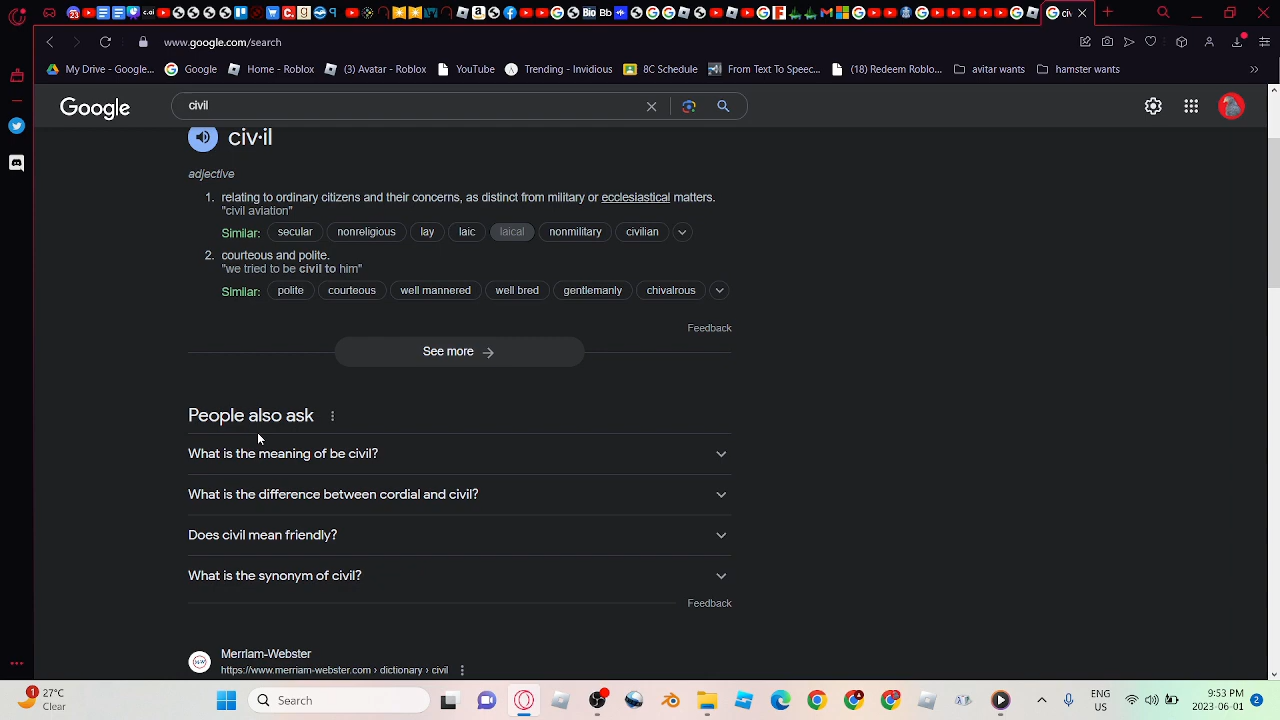 www.google.com/search
My Drive - Google... Google Home - Roblox (3) Avatar - Roblox YouTube Trending - Invidious 8C Schedule From Text To Speec... (18) Redeem Roblo... avitar wants hamster wants
Google civil
civ·il
adjective
1. relating to ordinary citizens and their concerns, as distinct from military or ecclesiastical matters.
"civil aviation"
Similar: secular nonreligious lay laic laical nonmilitary civilian
2. courteous and polite.
"we tried to be civil to him"
Similar: polite courteous well mannered well bred gentlemanly chivalrous
Feedback
See more
People also ask
What is the meaning of be civil?
What is the difference between cordial and civil?
Does civil mean friendly?
What is the synonym of civil?
Feedback
Merriam-Webster
https://www.merriam-webster.com › dictionary › civil
27°C
Clear
Search
ENG
US
9:53 PM
2023-06-01